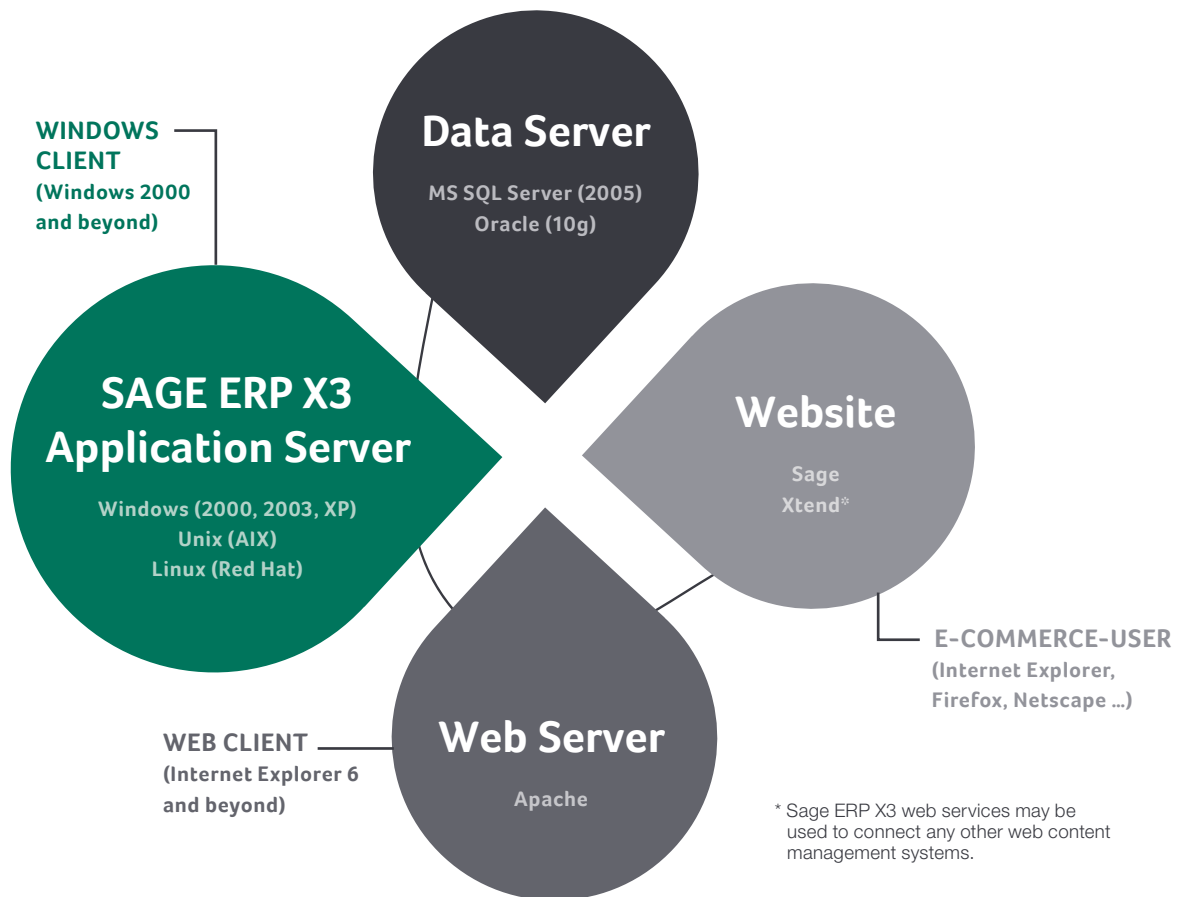 Data Server
MS SQL Server (2005)
Oracle (10g)
WINDOWS
CLIENT
(Windows 2000
and beyond)
SAGE ERP X3
Application Server
Windows (2000, 2003, XP)
Unix (AIX)
Linux (Red Hat)
Website
Sage
Xtend*
E-COMMERCE-USER
(Internet Explorer,
Firefox, Netscape ...)
WEB CLIENT
(Internet Explorer 6
and beyond)
Web Server
Apache
* Sage ERP X3 web services may be
used to connect any other web content
management systems.